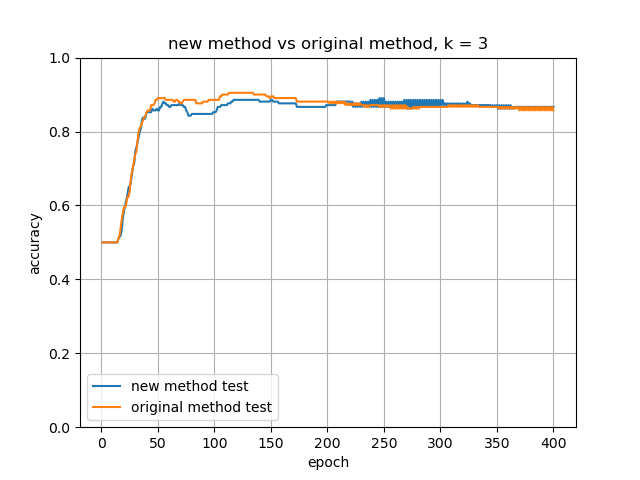 new method vs original method, k = 3
accuracy
1.0
0.8
0.6
0.4
0.2
0.0
new method test
original method test
0 50 100 150 200 250 300 350 400
epoch